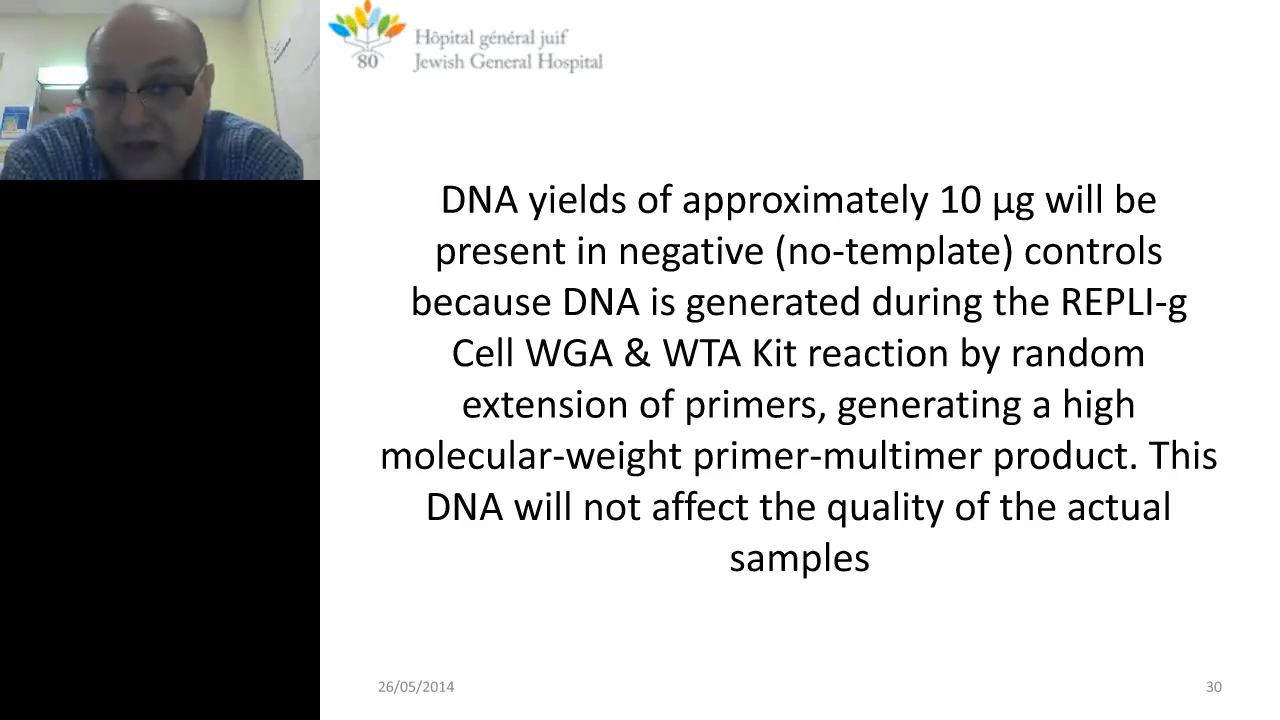 80
Hôpital général juif
Jewish General Hospital
DNA yields of approximately 10 µg will be
present in negative (no-template) controls
because DNA is generated during the REPLI-g
Cell WGA & WTA Kit reaction by random
extension of primers, generating a high
molecular-weight primer-multimer product. This
DNA will not affect the quality of the actual
samples
26/05/2014
30